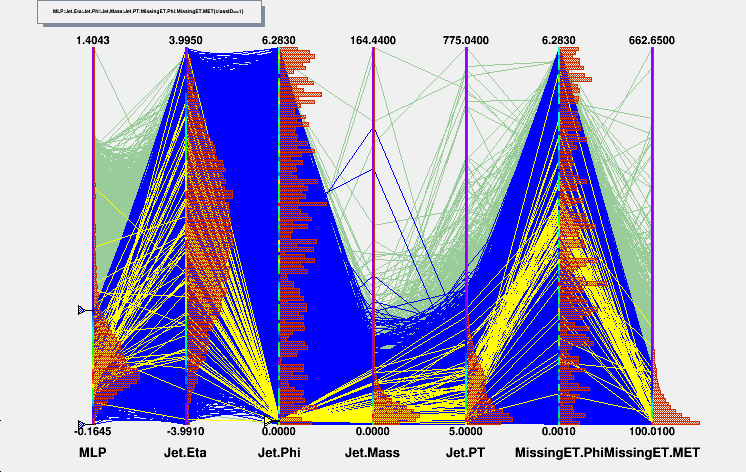 MLP:Jet.Eta:Jet.Phi:Jet.Mass:Jet.PT:MissingET.Phi:MissingET.MET(classID==1)
1.4043 3.9950 6.2830 164.4400 775.0400 6.2830 662.6500
-0.1645 -3.9910 0.0000 0.0000 5.0000 0.0010 100.0100
MLP Jet.Eta Jet.Phi Jet.Mass Jet.PT MissingET.Phi MissingET.MET